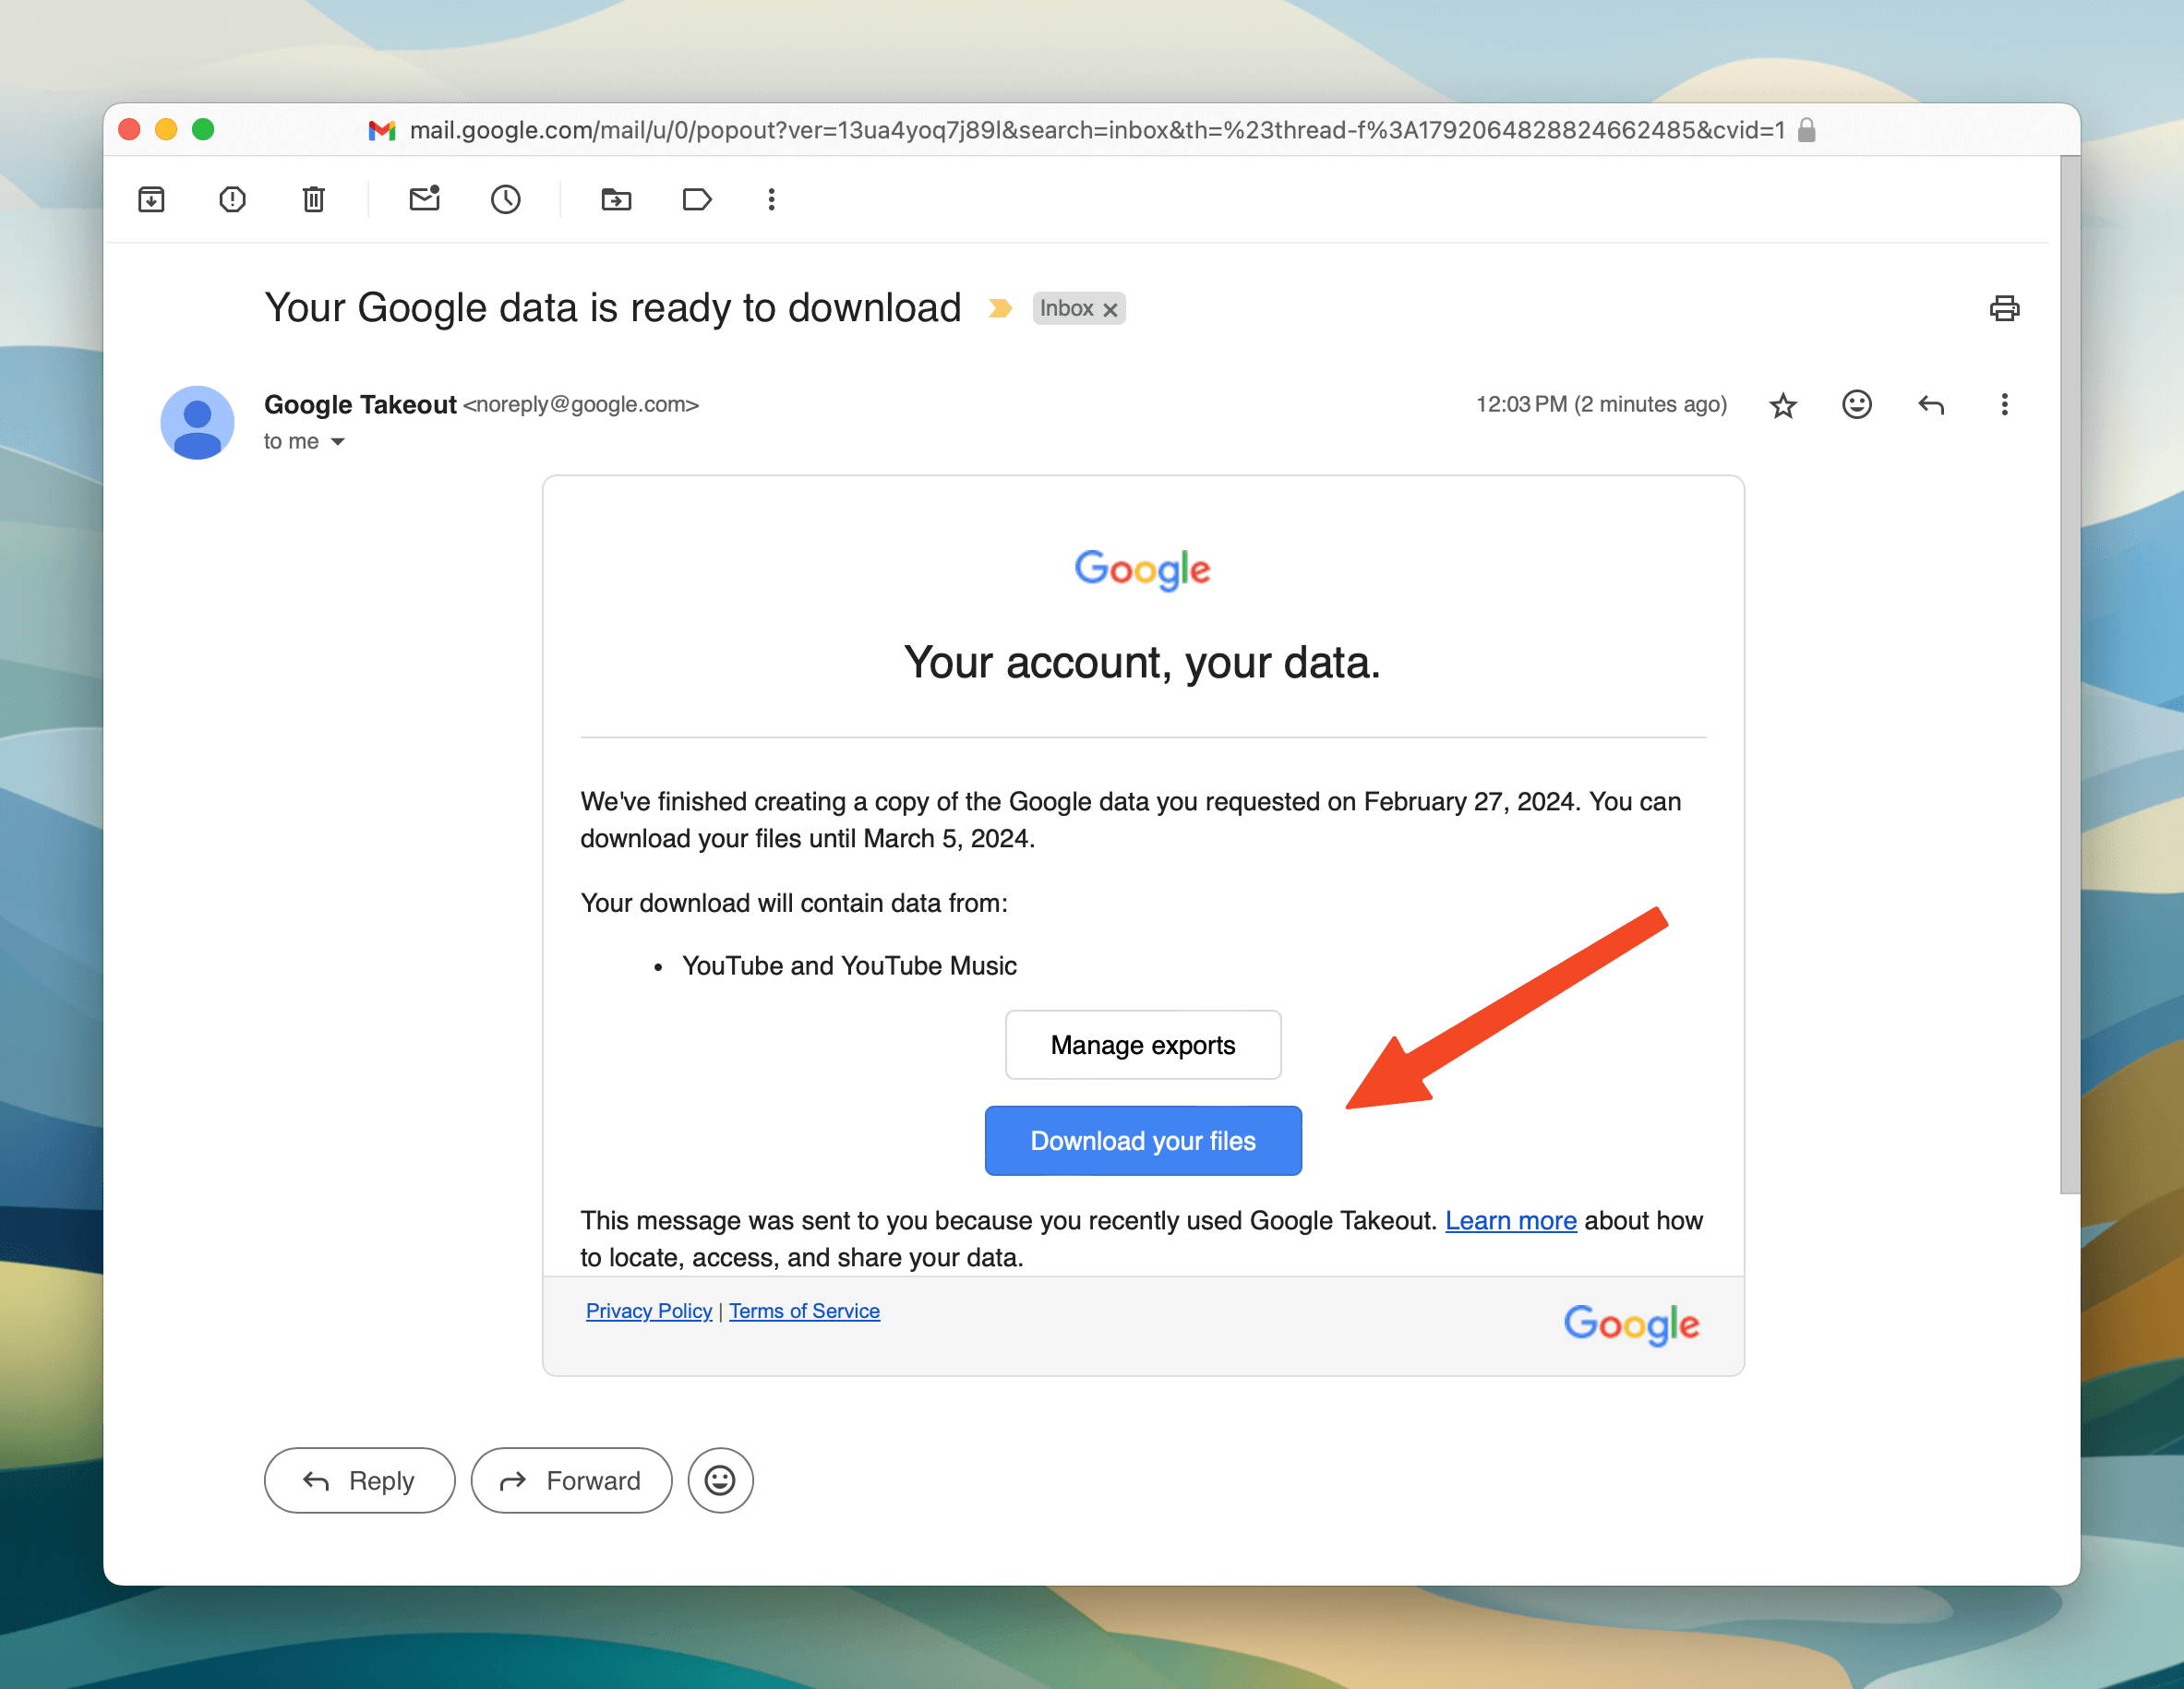 mail.google.com/mail/u/0/popout?ver=13ua4yoq7j89l&search=inbox&th=%23thread-f%3A1792064828824662485&cvid=1
Your Google data is ready to download Inbox
Google Takeout <noreply@google.com> 12:03 PM (2 minutes ago)
to me
Google
Your account, your data.
We've finished creating a copy of the Google data you requested on February 27, 2024. You can
download your files until March 5, 2024.
Your download will contain data from:
• YouTube and YouTube Music
Manage exports
Download your files
This message was sent to you because you recently used Google Takeout. Learn more about how
to locate, access, and share your data.
Privacy Policy | Terms of Service Google
Reply Forward